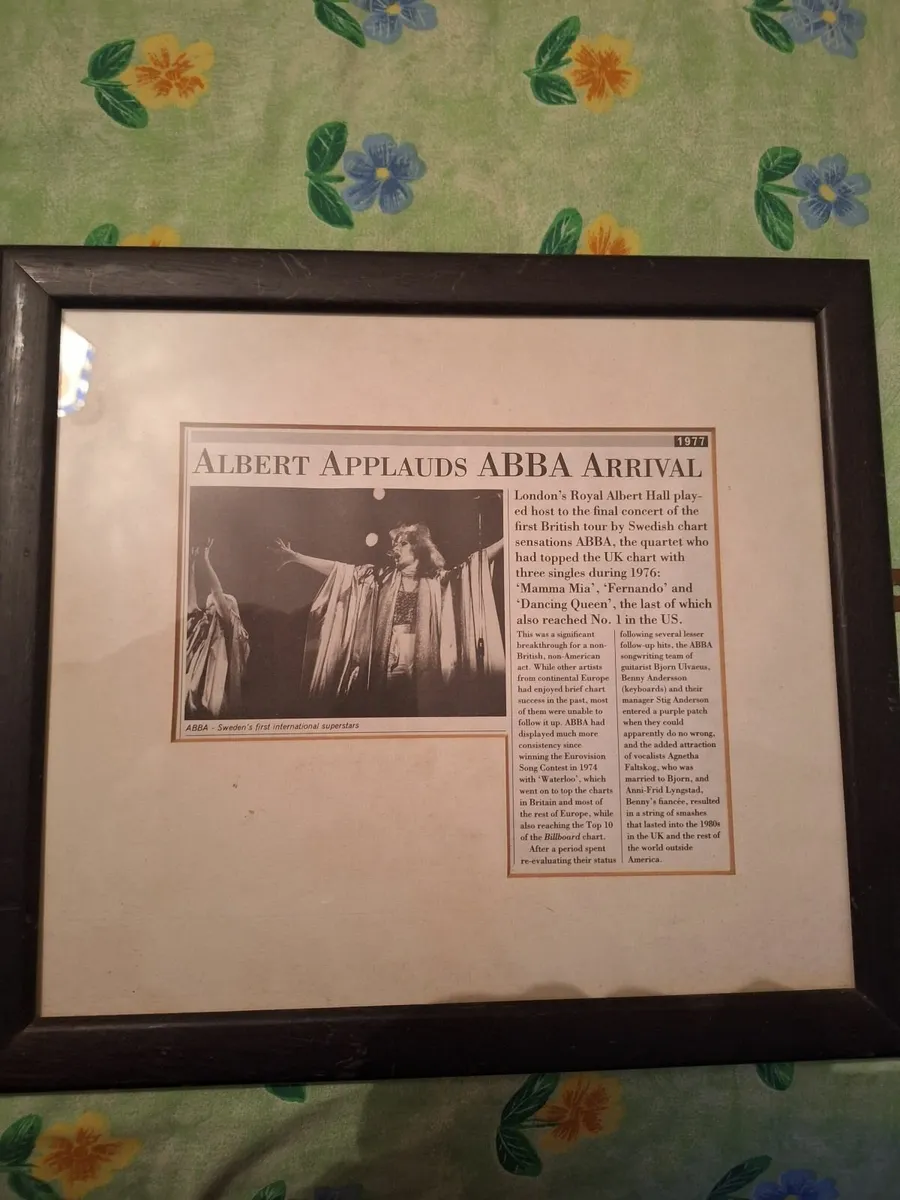 1977
ALBERT APPLAUDS ABBA ARRIVAL
London's Royal Albert Hall play-
ed host to the final concert of the
first British tour by Swedish chart
sensations ABBA, the quartet who
had topped the UK chart with
three singles during 1976:
'Mamma Mia', 'Fernando' and
'Dancing Queen', the last of which
also reached No. 1 in the US.
This was a significant
breakthrough for a non-
British, non-American
act. While other artists
from continental Europe
had enjoyed brief chart
success in the past, most
of them were unable to
follow it up. ABBA had
displayed much more
consistency since
winning the Eurovision
Song Contest in 1974
with 'Waterloo', which
went on to top the charts
in Britain and most of
the rest of Europe, while
also reaching the Top 10
of the Billboard chart.
After a period spent
re-evaluating their status
following several lesser
follow-up hits, the ABBA
songwriting team of
guitarist Bjorn Ulvaeus,
Benny Andersson
(keyboards) and their
manager Stig Anderson
entered a purple patch
when they could
apparently do no wrong,
and the added attraction
of vocalists Agnetha
Faltskog, who was
married to Bjorn, and
Anni-Frid Lyngstad,
Benny's fiancée, resulted
in a string of smashes
that lasted into the 1980s
in the UK and the rest of
the world outside
America.
ABBA - Sweden's first international superstars